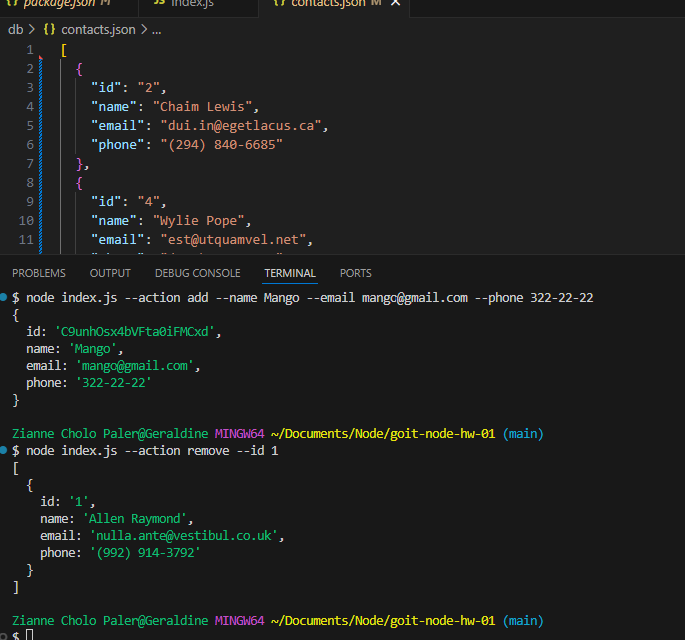 package.json M index.js contacts.json M
db > contacts.json > ...
1 [
2 {
3 "id": "2",
4 "name": "Chaim Lewis",
5 "email": "dui.in@egetlacus.ca",
6 "phone": "(294) 840-6685"
7 },
8 {
9 "id": "4",
10 "name": "Wylie Pope",
11 "email": "est@utquamvel.net",
PROBLEMS OUTPUT DEBUG CONSOLE TERMINAL PORTS
$ node index.js --action add --name Mango --email mango@gmail.com --phone 322-22-22
{
id: 'C9unhOsx4bVFta0iFMCxd',
name: 'Mango',
email: 'mango@gmail.com',
phone: '322-22-22'
}
Zianne Cholo Paler@Geraldine MINGW64 ~/Documents/Node/goit-node-hw-01 (main)
$ node index.js --action remove --id 1
[
{
id: '1',
name: 'Allen Raymond',
email: 'nulla.ante@vestibul.co.uk',
phone: '(992) 914-3792'
}
]
Zianne Cholo Paler@Geraldine MINGW64 ~/Documents/Node/goit-node-hw-01 (main)
$